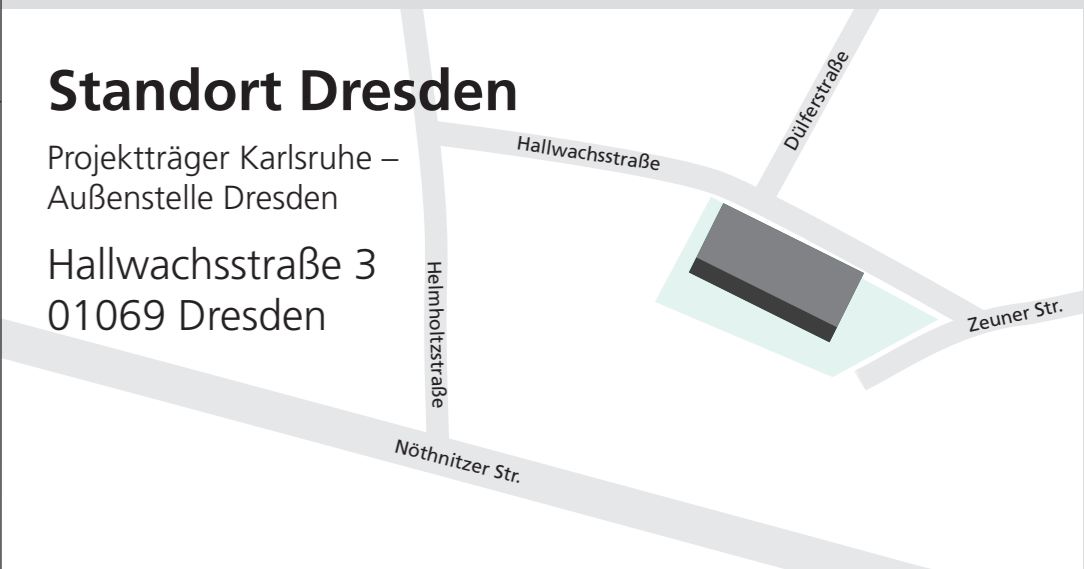 Standort Dresden
Projektträger Karlsruhe –
Außenstelle Dresden
Hallwachsstraße 3
01069 Dresden
Hallwachsstraße
Dülferstraße
Helmholtzstraße
Zeuner Str.
Nöthnitzer Str.